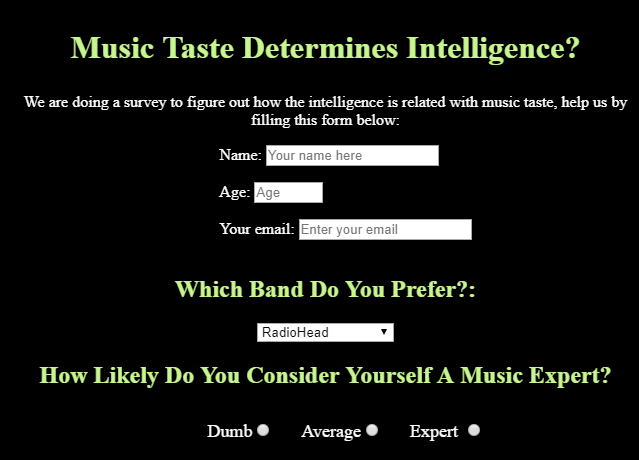 Music Taste Determines Intelligence?
We are doing a survey to figure out how the intelligence is related with music taste, help us by
filling this form below:
Name: Your name here
Age: Age
Your email: Enter your email
Which Band Do You Prefer?:
RadioHead
How Likely Do You Consider Yourself A Music Expert?
Dumb Average Expert